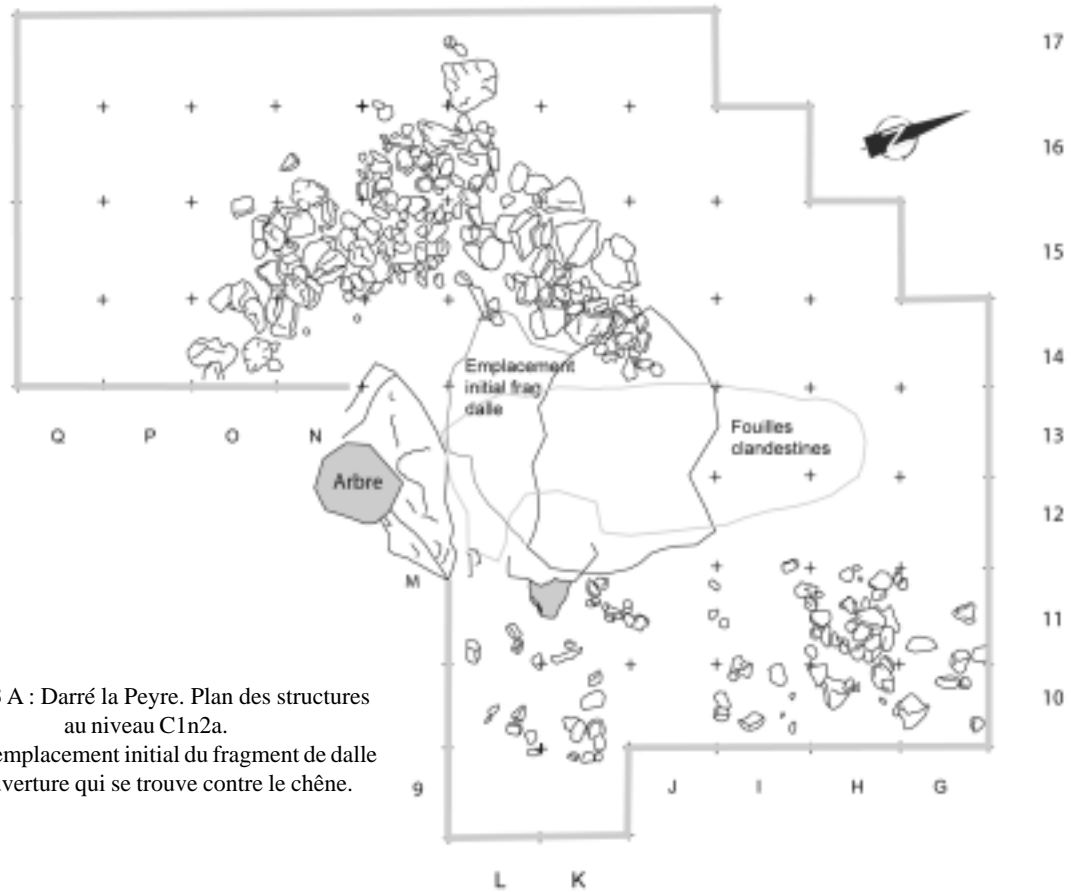 17
16
15
14
Emplacement
initial frag
dalle
Fouilles
clandestines
Q P O N
13
Arbre
12
M
11
A : Darré la Peyre. Plan des structures
au niveau C1n2a.
emplacement initial du fragment de dalle
qui se trouve contre le chêne.
10
9
J I H G
L K